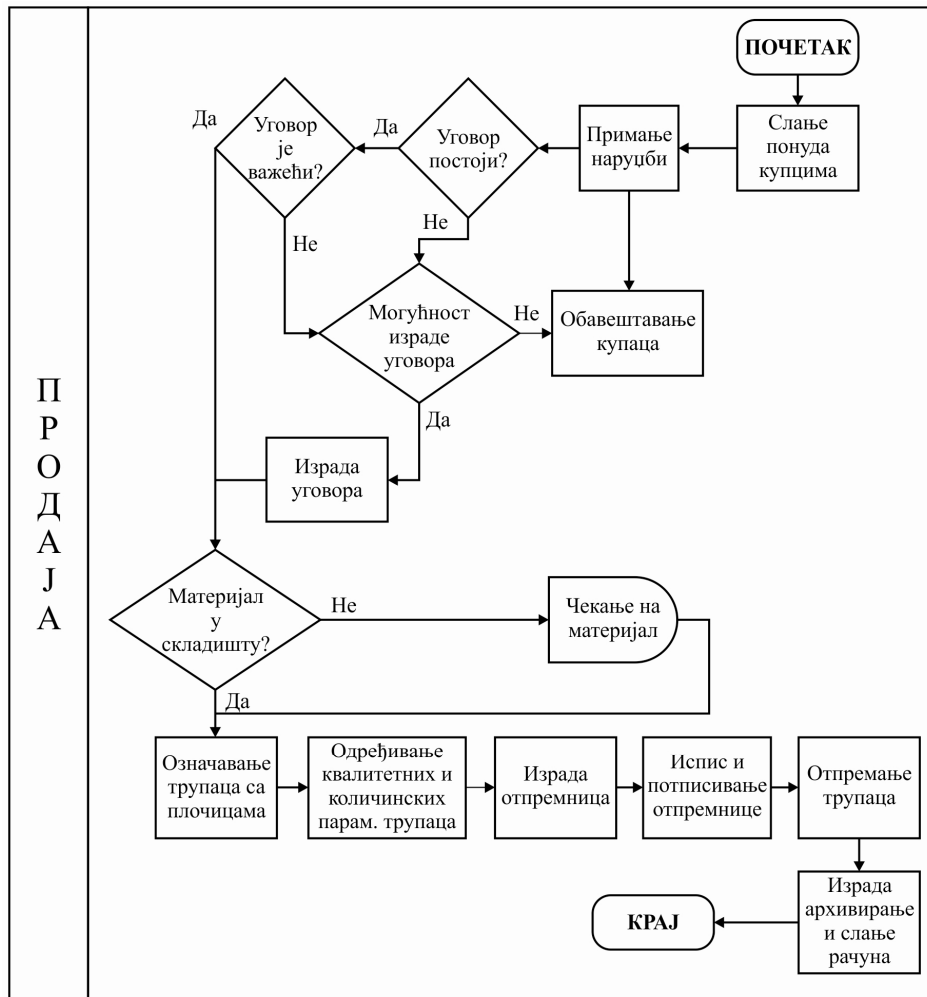 ПРОДАЈА
ПОЧЕТАК
Слање
понуда
купцима
Примање
наруџби
Уговор
постоји?
Да
Не
Уговор
је
важећи?
Да
Не
Могућност
израде
уговора
Не
Да
Обавештавање
купаца
Израда
уговора
Материјал
у
складишту?
Не
Да
Чекање на
материјал
Означавање
трупаца са
плочицама
Одређивање
квалитетних и
количинских
парам. трупаца
Израда
отпремница
Испис и
потписивање
отпремнице
Отпремање
трупаца
Израда
архивирање
и слање
рачуна
КРАЈ